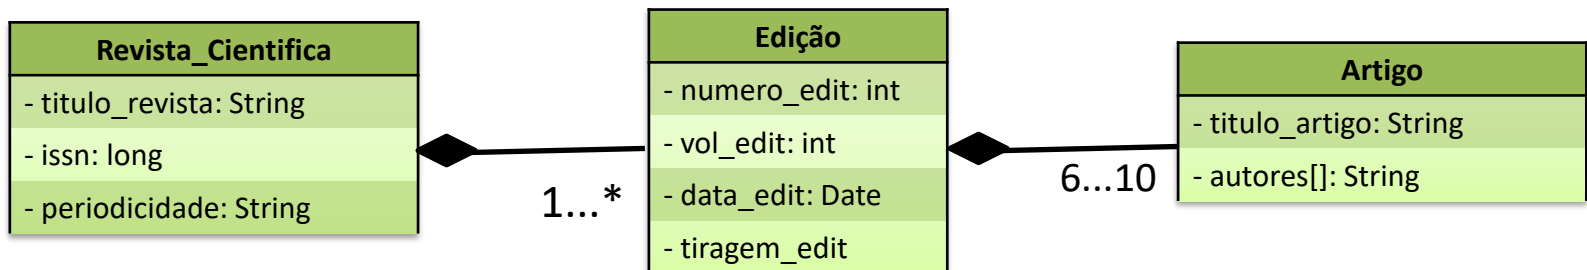 Revista_Cientifica
- titulo_revista: String
- issn: long
- periodicidade: String
1...*
Edição
- numero_edit: int
- vol_edit: int
- data_edit: Date
- tiragem_edit
6...10
Artigo
- titulo_artigo: String
- autores[]: String